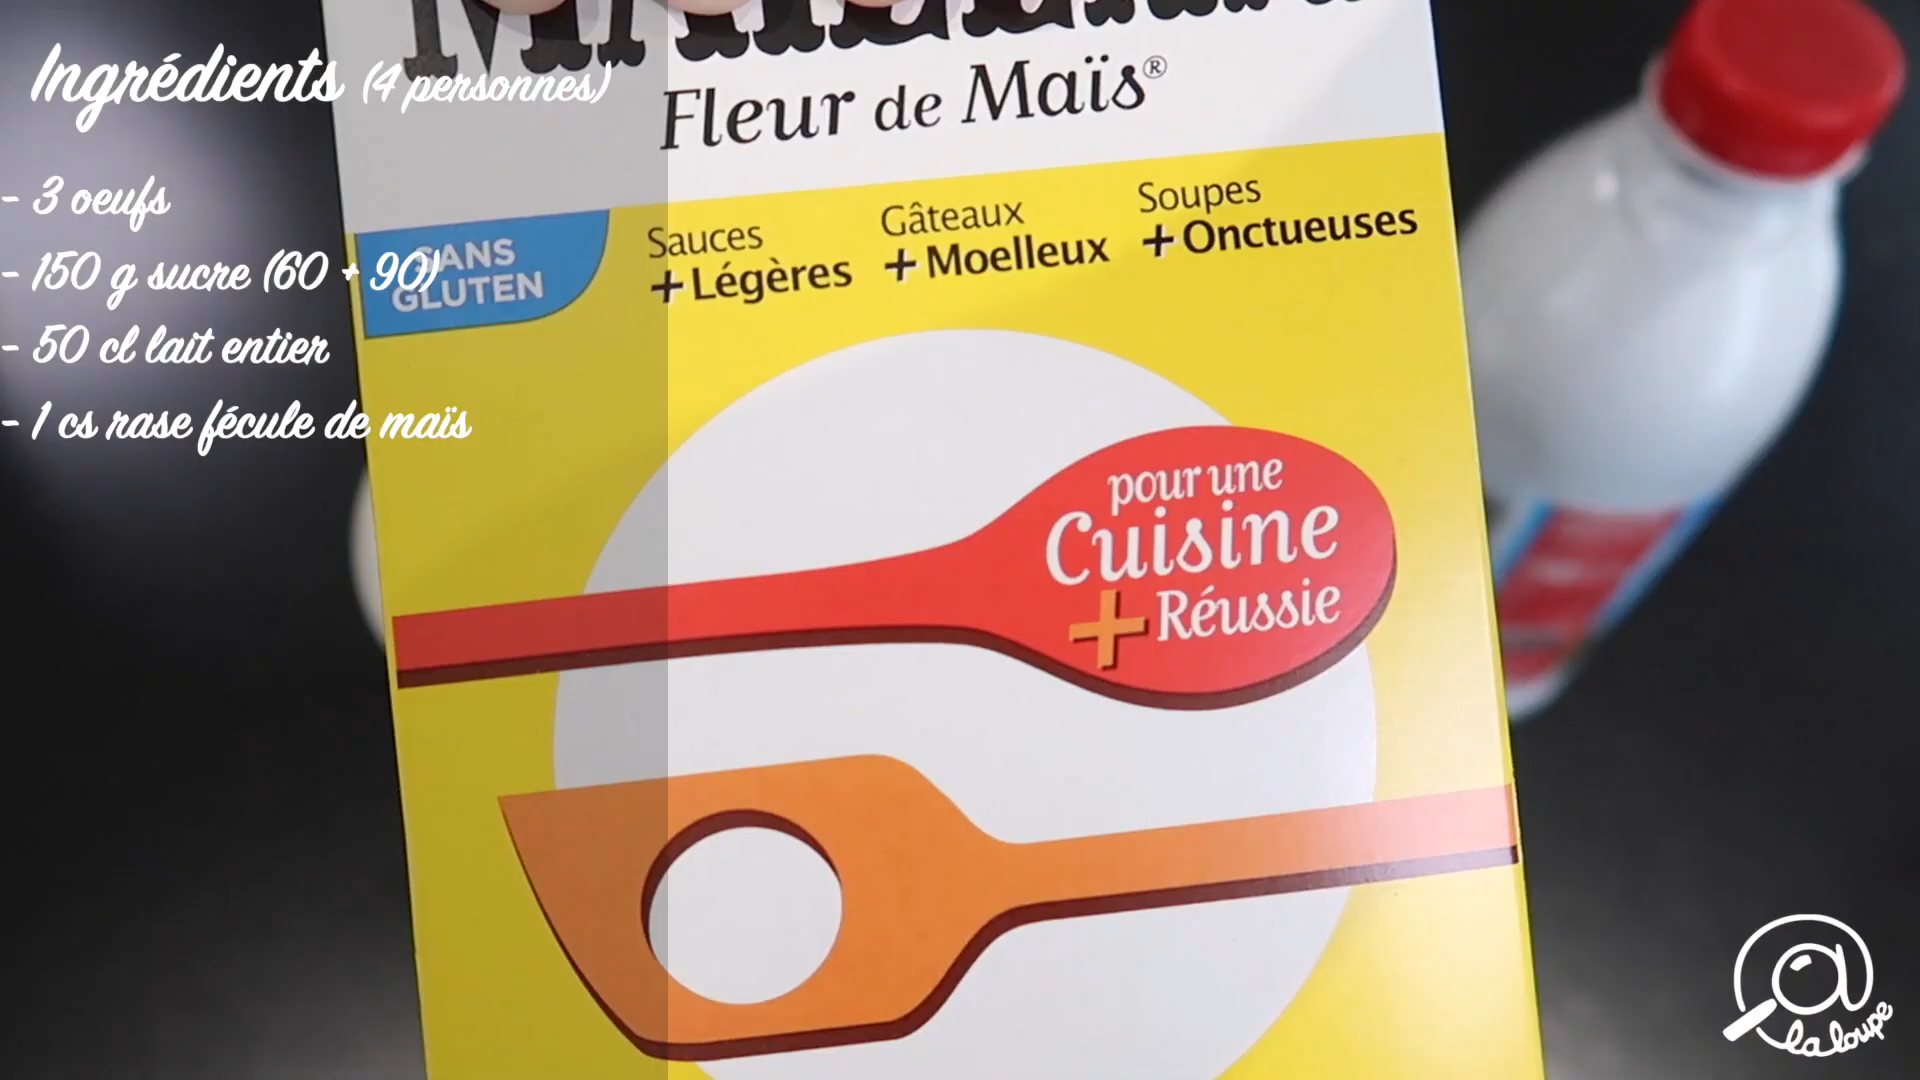 Ingrédients (4 personnes)
- 3 oeufs
- 150 g sucre (60 + 90)
- 50 cl lait entier
- 1 cs rase fécule de maïs
Fleur de Maïs®
SANS
GLUTEN
Sauces
+Légères
Gâteaux
+Moelleux
Soupes
+Onctueuses
pour une
Cuisine
+Réussie
@
la loupe